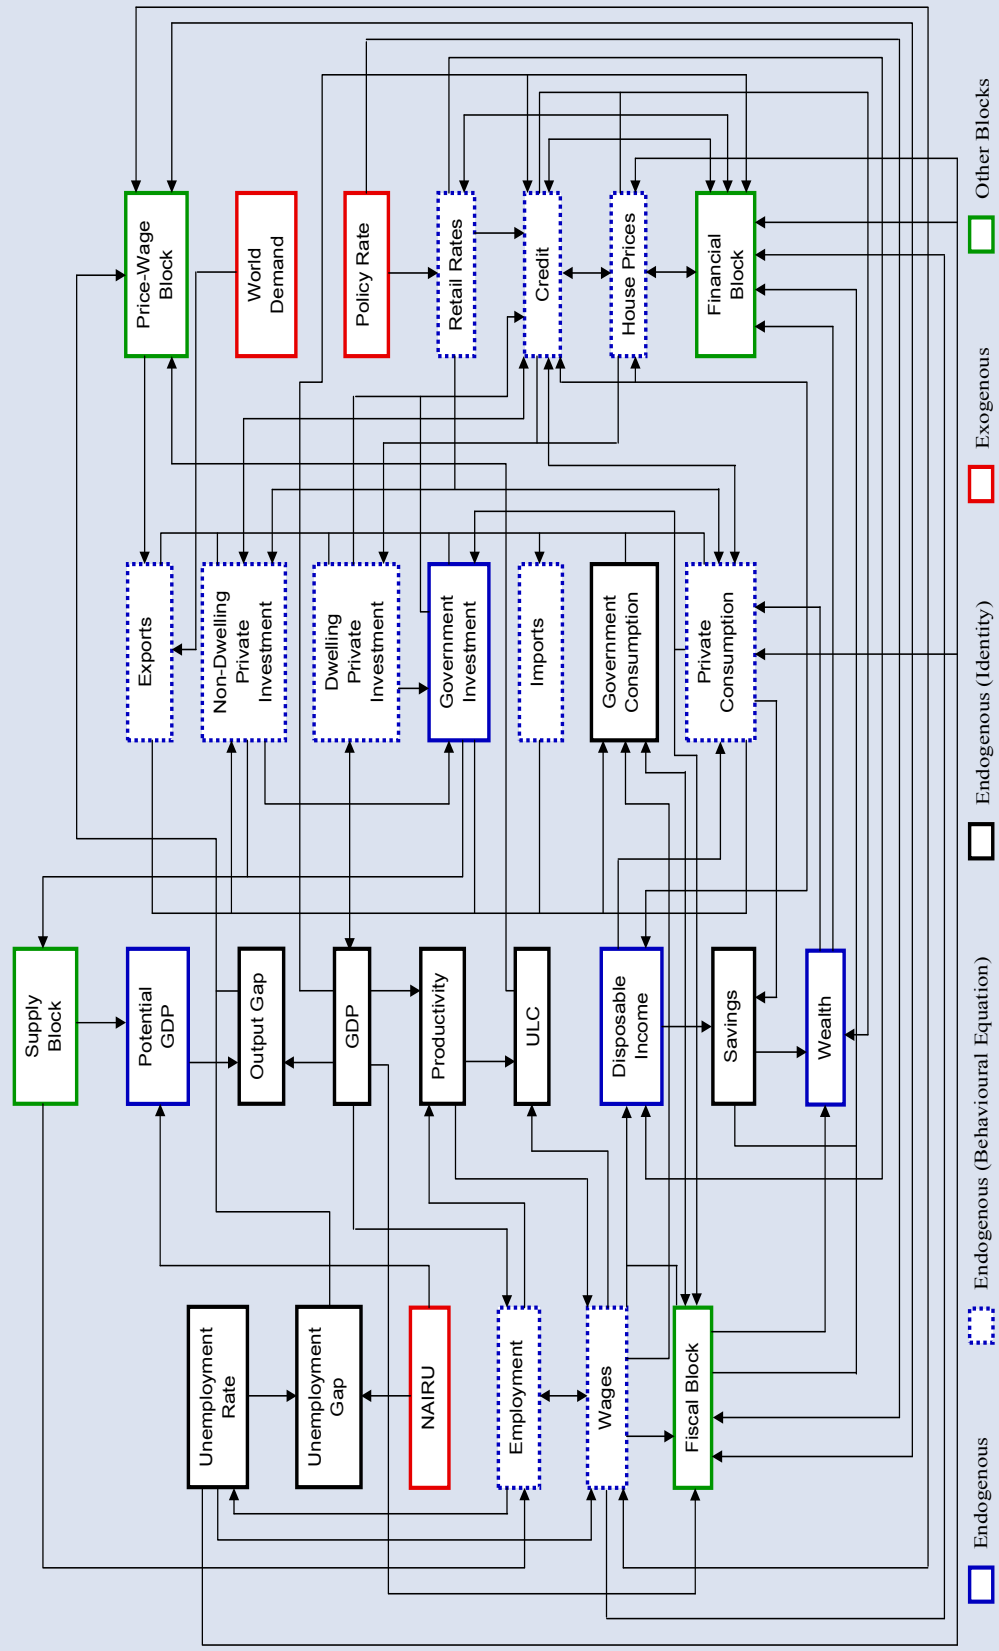 Unemployment
Rate
Unemployment
Gap
NAIRU
Employment
Wages
Fiscal Block
Supply
Block
Potential
GDP
Output Gap
GDP
Productivity
ULC
Disposable
Income
Savings
Wealth
Exports
Non-Dwelling
Private
Investment
Dwelling
Private
Investment
Government
Investment
Imports
Government
Consumption
Private
Consumption
Price-Wage
Block
World
Demand
Policy Rate
Retail Rates
Credit
House Prices
Financial
Block
Endogenous
Endogenous (Behavioural Equation)
Endogenous (Identity)
Exogenous
Other Blocks